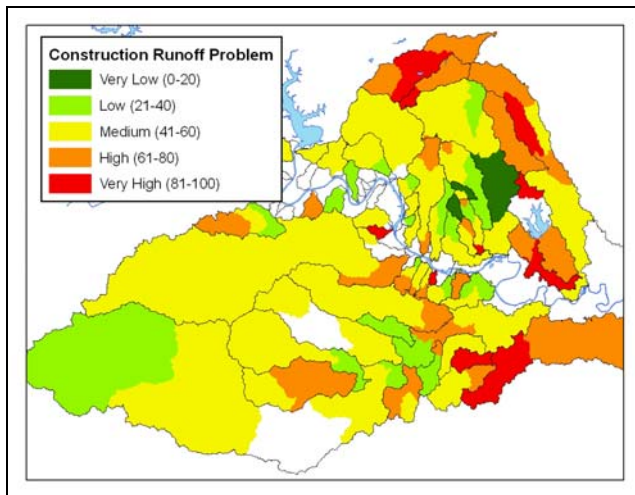 Construction Runoff Problem
Very Low (0-20)
Low (21-40)
Medium (41-60)
High (61-80)
Very High (81-100)